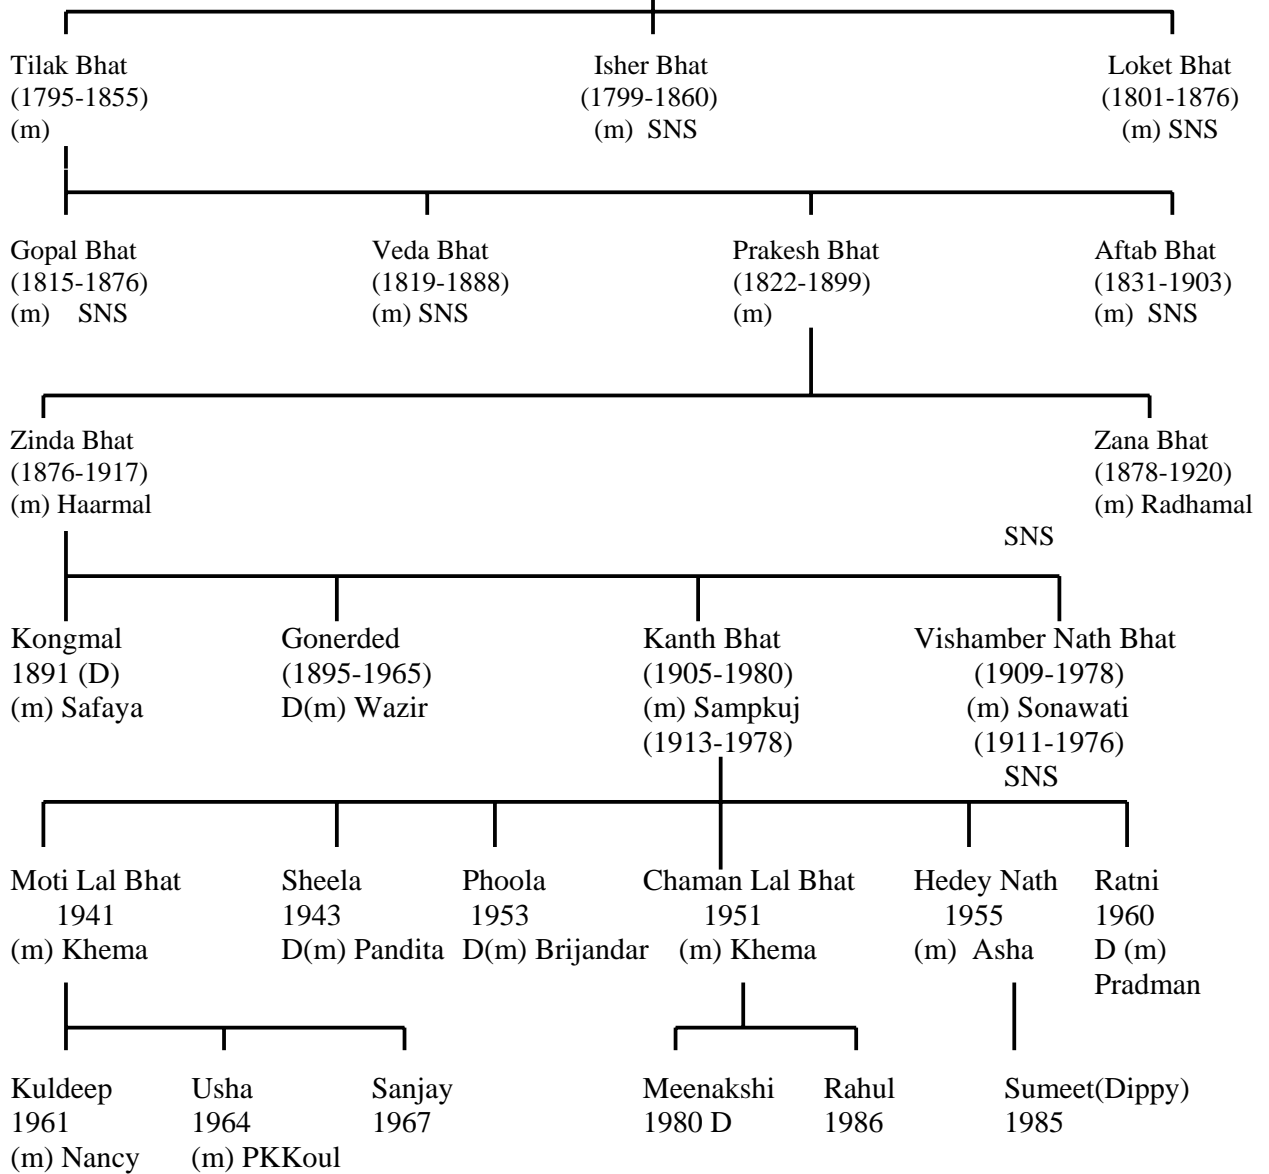 Tilak Bhat
(1795-1855)
(m)
Isher Bhat
(1799-1860)
(m) SNS
Loket Bhat
(1801-1876)
(m) SNS
Gopal Bhat
(1815-1876)
(m) SNS
Veda Bhat
(1819-1888)
(m) SNS
Prakesh Bhat
(1822-1899)
(m)
Aftab Bhat
(1831-1903)
(m) SNS
Zinda Bhat
(1876-1917)
(m) Haarmal
Zana Bhat
(1878-1920)
(m) Radhamal
SNS
Kongmal
1891 (D)
(m) Safaya
Gonerded
(1895-1965)
D(m) Wazir
Kanth Bhat
(1905-1980)
(m) Sampkuj
(1913-1978)
Vishamber Nath Bhat
(1909-1978)
(m) Sonawati
(1911-1976)
SNS
Moti Lal Bhat
1941
(m) Khema
Sheela
1943
D(m) Pandita
Phoola
1953
D(m) Brijandar
Chaman Lal Bhat
1951
(m) Khema
Hedey Nath
1955
(m) Asha
Ratni
1960
D (m)
Pradman
Kuldeep
1961
(m) Nancy
Usha
1964
(m) PKKoul
Sanjay
1967
Meenakshi
1980 D
Rahul
1986
Sumeet(Dippy)
1985